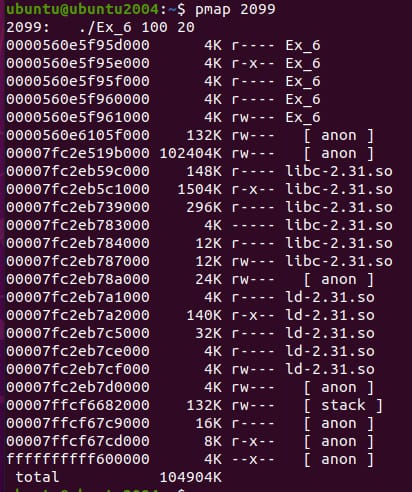 ubuntu@ubuntu2004:~$ pmap 2099
2099:   ./Ex_6 100 20
0000560e5f95d000      4K r---- Ex_6
0000560e5f95e000      4K r-x-- Ex_6
0000560e5f95f000      4K r---- Ex_6
0000560e5f960000      4K r---- Ex_6
0000560e5f961000      4K rw--- Ex_6
0000560e6105f000    132K rw---   [ anon ]
00007fc2e519b000 102404K rw---   [ anon ]
00007fc2eb59c000    148K r---- libc-2.31.so
00007fc2eb5c1000   1504K r-x-- libc-2.31.so
00007fc2eb739000    296K r---- libc-2.31.so
00007fc2eb783000      4K ----- libc-2.31.so
00007fc2eb784000     12K r---- libc-2.31.so
00007fc2eb787000     12K rw--- libc-2.31.so
00007fc2eb78a000     24K rw---   [ anon ]
00007fc2eb7a1000      4K r---- ld-2.31.so
00007fc2eb7a2000    140K r-x-- ld-2.31.so
00007fc2eb7c5000     32K r---- ld-2.31.so
00007fc2eb7ce000      4K r---- ld-2.31.so
00007fc2eb7cf000      4K rw--- ld-2.31.so
00007fc2eb7d0000      4K rw---   [ anon ]
00007ffcf6682000    132K rw---   [ stack ]
00007ffcf67c9000     16K r----   [ anon ]
00007ffcf67cd000      8K r-x--   [ anon ]
ffffffffff600000      4K --x--   [ anon ]
 total           104904K